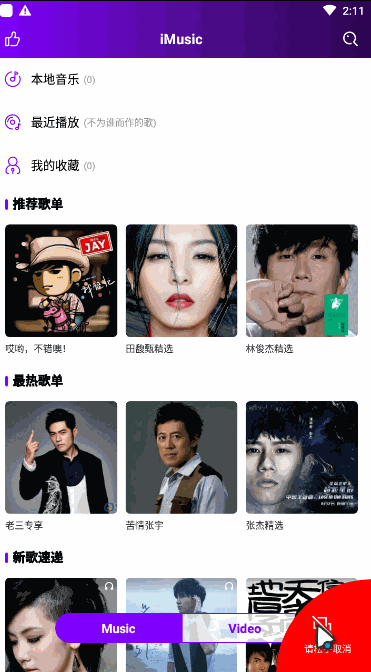 2:11
iMusic
本地音乐 (0)
最近播放 (不为谁而作的歌)
我的收藏 (0)
推荐歌单
JAY
哎哟，不错噢！
田馥甄精选
林俊杰精选
最热歌单
老三专享
苦情张宇
张杰精选
新歌速递
Music
Video